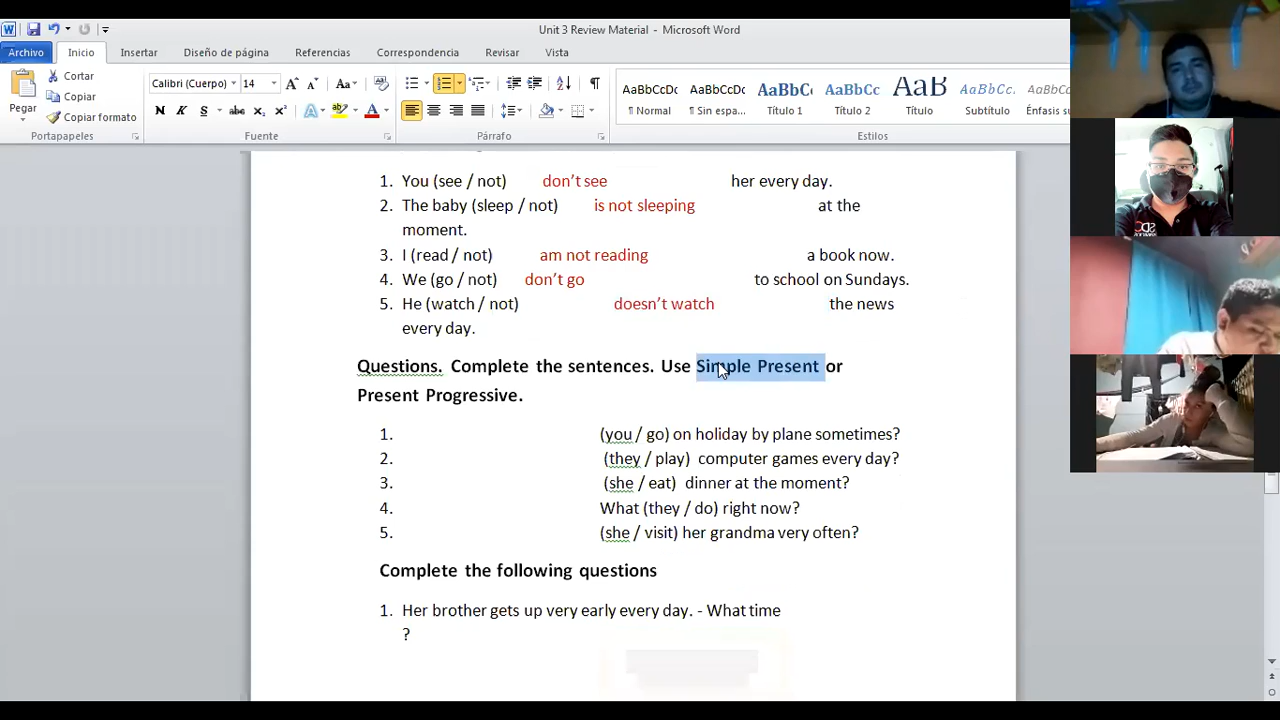 Unit 3 Review Material - Microsoft Word
Archivo Inicio Insertar Diseño de página Referencias Correspondencia Revisar Vista
Pegar
Cortar
Copiar
Copiar formato
Portapapeles
Calibri (Cuerpo) 14
Fuente
Párrafo
AaBbCcDc AaBbCcDc AaBbCc AaBbCc AaB AaBbCc. AaBbCcD
¶ Normal ¶ Sin espa... Título 1 Título 2 Título Subtítulo Énfasis su
Estilos
1. You (see / not) don't see her every day.
2. The baby (sleep / not) is not sleeping at the
moment.
3. I (read / not) am not reading a book now.
4. We (go / not) don't go to school on Sundays.
5. He (watch / not) doesn't watch the news
every day.
Questions. Complete the sentences. Use Simple Present or
Present Progressive.
1. (you / go) on holiday by plane sometimes?
2. (they / play) computer games every day?
3. (she / eat) dinner at the moment?
4. What (they / do) right now?
5. (she / visit) her grandma very often?
Complete the following questions
1. Her brother gets up very early every day. - What time
?
SDC